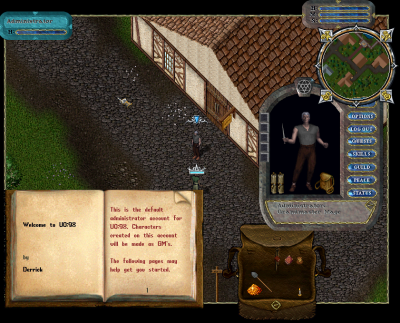 Administrator
H
H
OPTIONS
LOG OUT
QUESTS
SKILLS
GUILD
PEACE
STATUS
Welcome to UO:98
by
Derrick
This is the default
administrator account for
UO:98. Characters
created on this account
will be made as GM's.
The following pages may
help get you started.
1